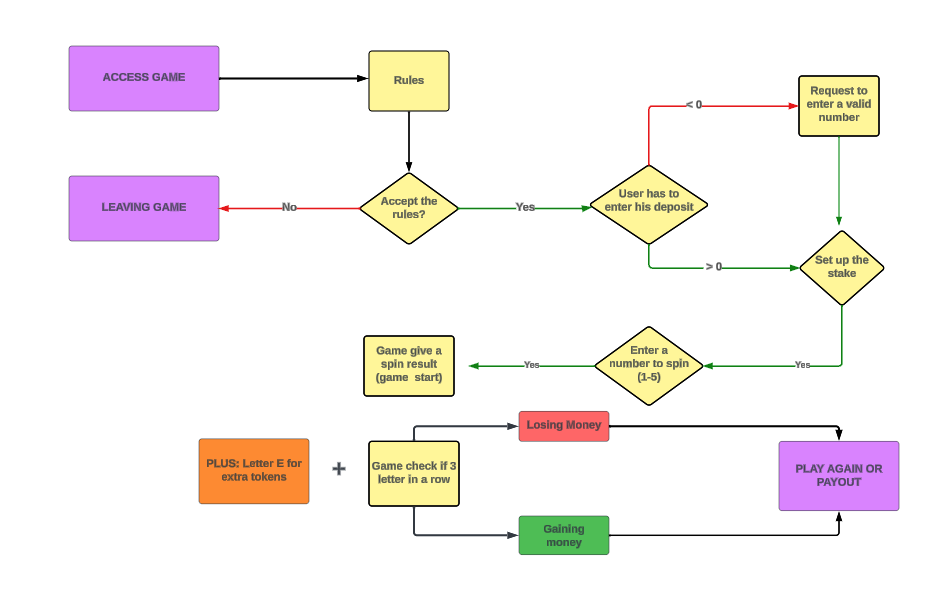 ACCESS GAME
Rules
Request to
enter a valid
number
< 0
LEAVING GAME
No
Accept the
rules?
Yes
User has to
enter his deposit
> 0
Set up the
stake
Game give a
spin result
(game start)
Yes
Enter a
number to spin
(1-5)
Yes
Losing Money
PLUS: Letter E for
extra tokens
+
Game check if 3
letter in a row
PLAY AGAIN OR
PAYOUT
Gaining
money